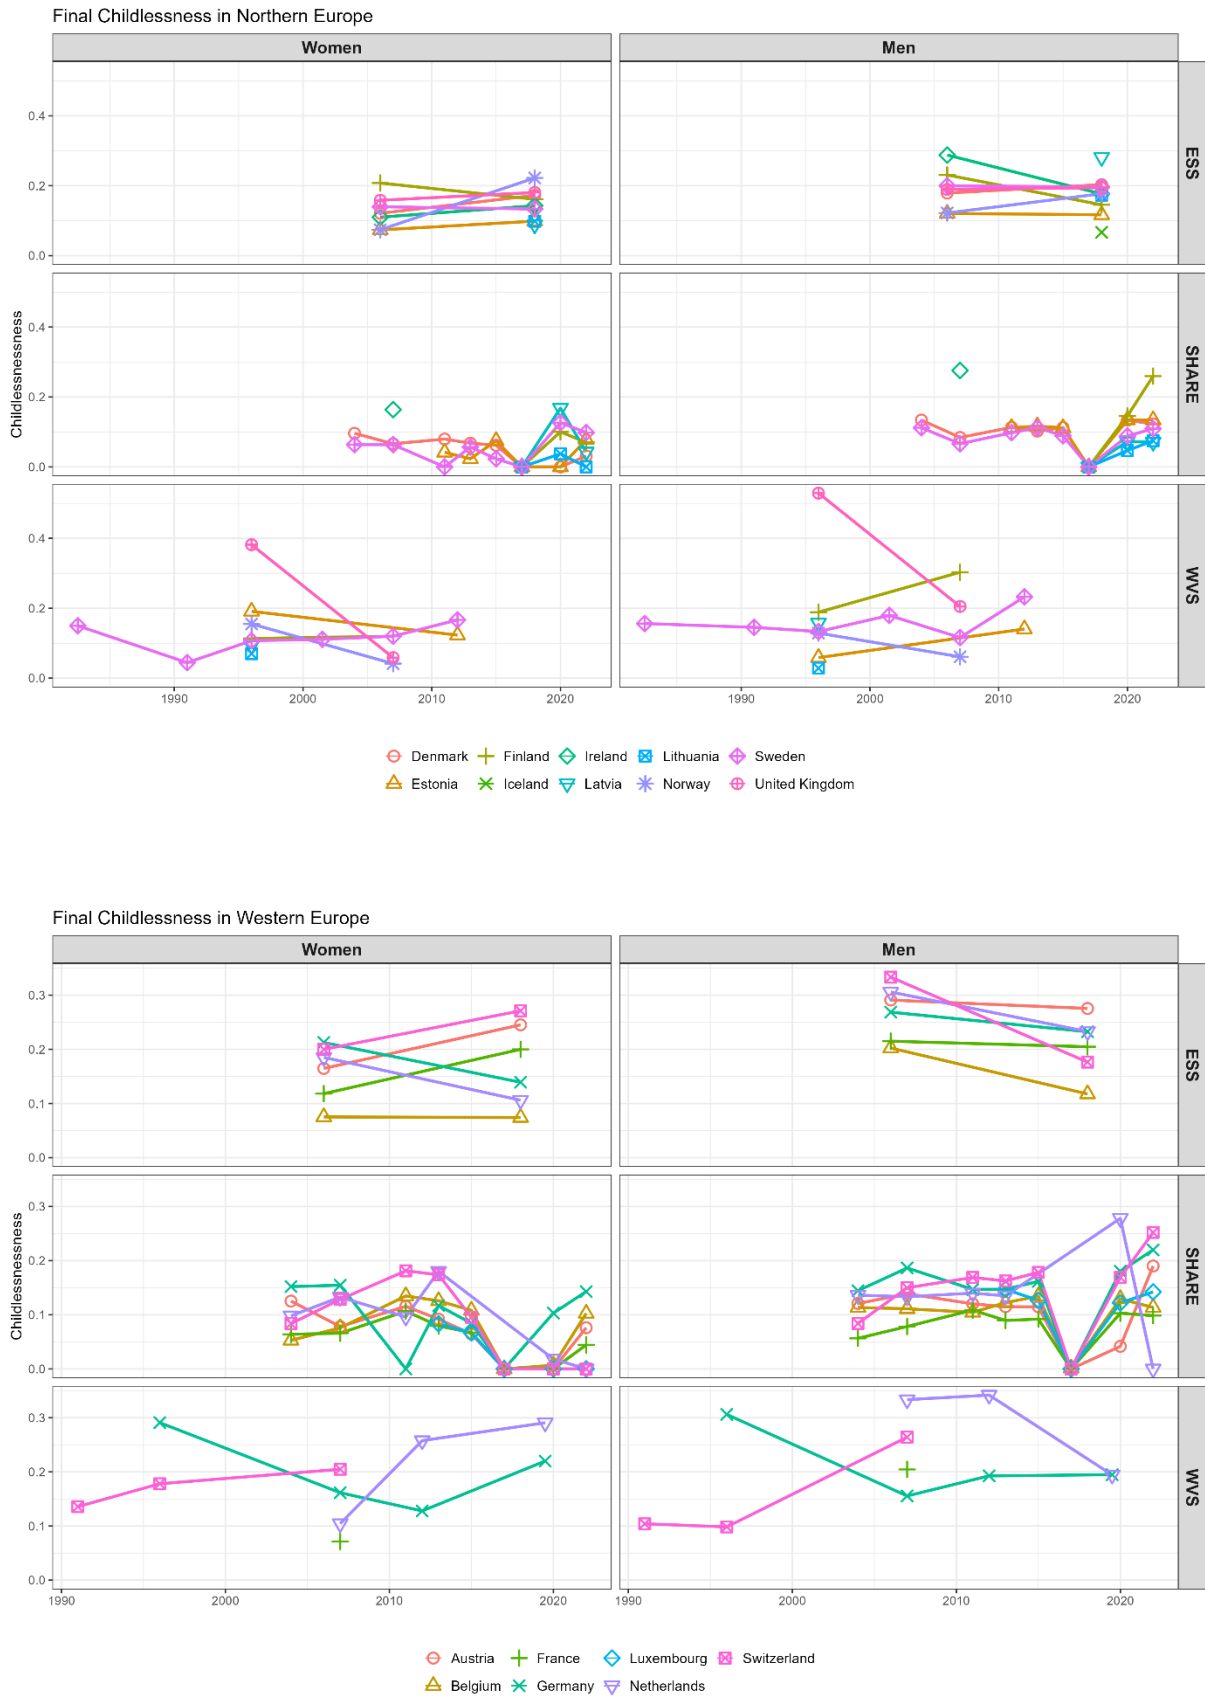 Final Childlessness in Northern Europe
Women
Men
0.4
0.2
0.0
ESS
0.4
0.2
0.0
SHARE
Childlessnessness
0.4
0.2
0.0
WVS
1990 2000 2010 2020
1990 2000 2010 2020
Denmark Finland Ireland Lithuania Sweden
Estonia Iceland Latvia Norway United Kingdom
Final Childlessness in Western Europe
Women
Men
0.3
0.2
0.1
0.0
ESS
0.3
0.2
0.1
0.0
SHARE
Childlessnessness
0.3
0.2
0.1
0.0
WVS
1990 2000 2010 2020
1990 2000 2010 2020
Austria France Luxembourg Switzerland
Belgium Germany Netherlands